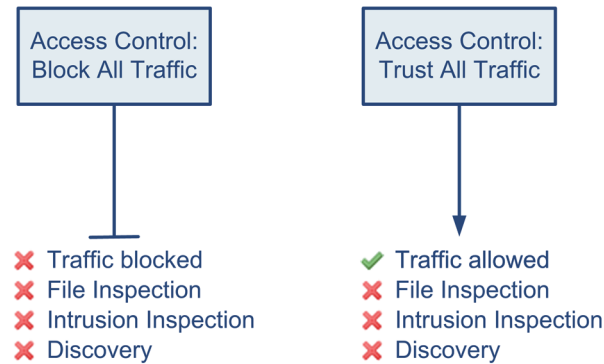 Access Control:
Block All Traffic
Traffic blocked
File Inspection
Intrusion Inspection
Discovery
Access Control:
Trust All Traffic
Traffic allowed
File Inspection
Intrusion Inspection
Discovery